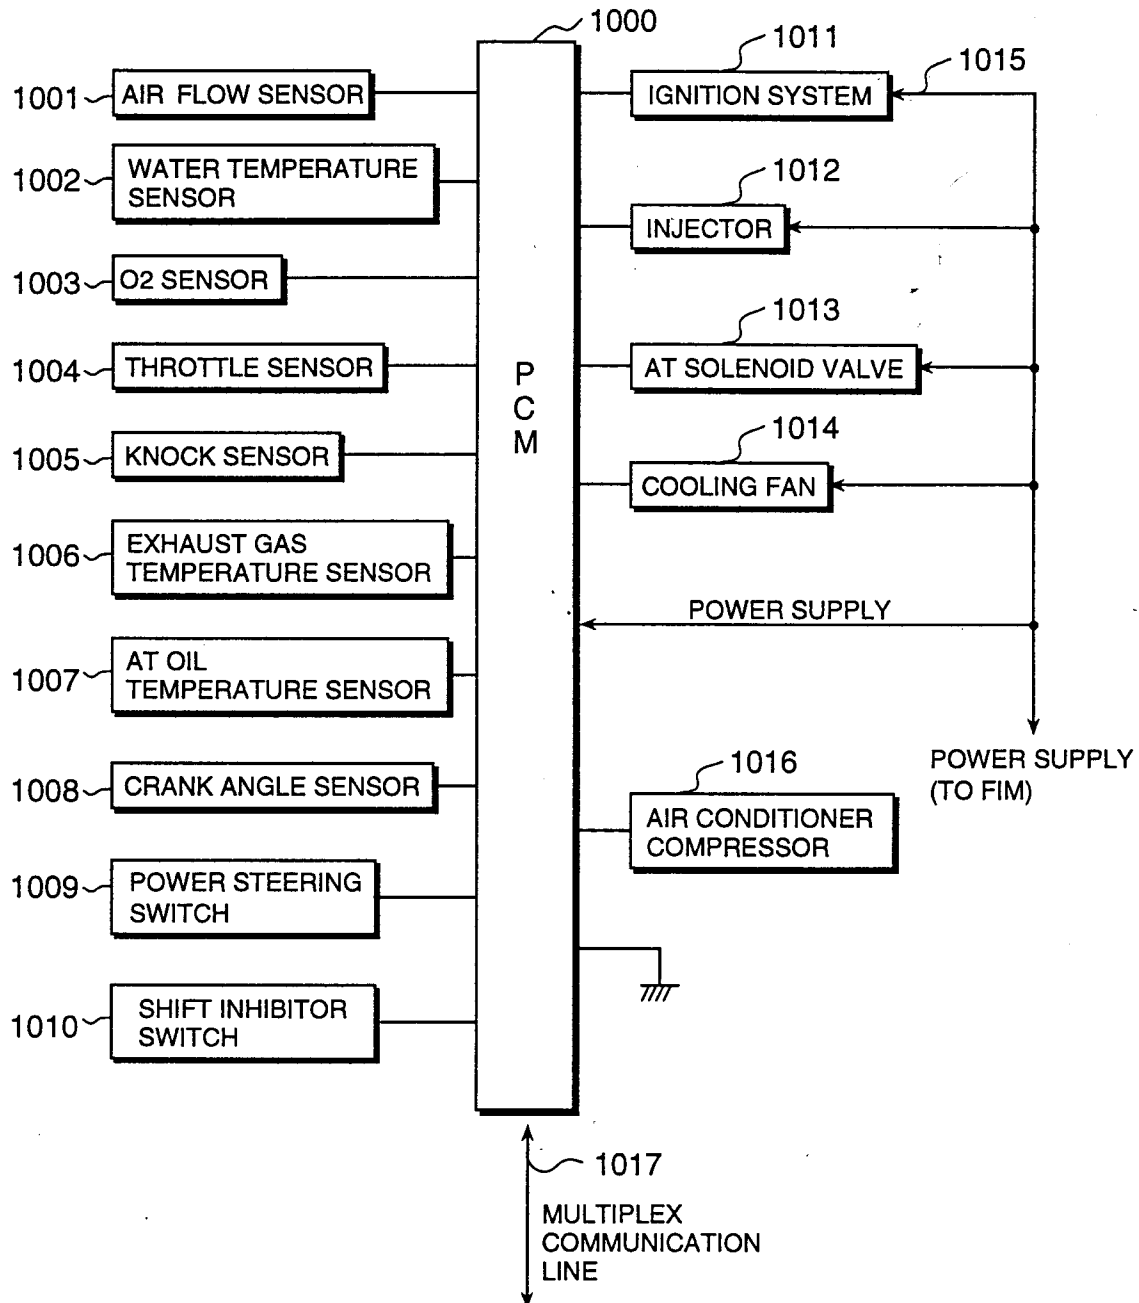 1000
1001
AIR FLOW SENSOR
1002
WATER TEMPERATURE
SENSOR
1003
O2 SENSOR
1004
THROTTLE SENSOR
1005
KNOCK SENSOR
1006
EXHAUST GAS
TEMPERATURE SENSOR
1007
AT OIL
TEMPERATURE SENSOR
1008
CRANK ANGLE SENSOR
1009
POWER STEERING
SWITCH
1010
SHIFT INHIBITOR
SWITCH
P
C
M
1011
IGNITION SYSTEM
1015
1012
INJECTOR
1013
AT SOLENOID VALVE
1014
COOLING FAN
POWER SUPPLY
POWER SUPPLY
(TO FIM)
1016
AIR CONDITIONER
COMPRESSOR
1017
MULTIPLEX
COMMUNICATION
LINE